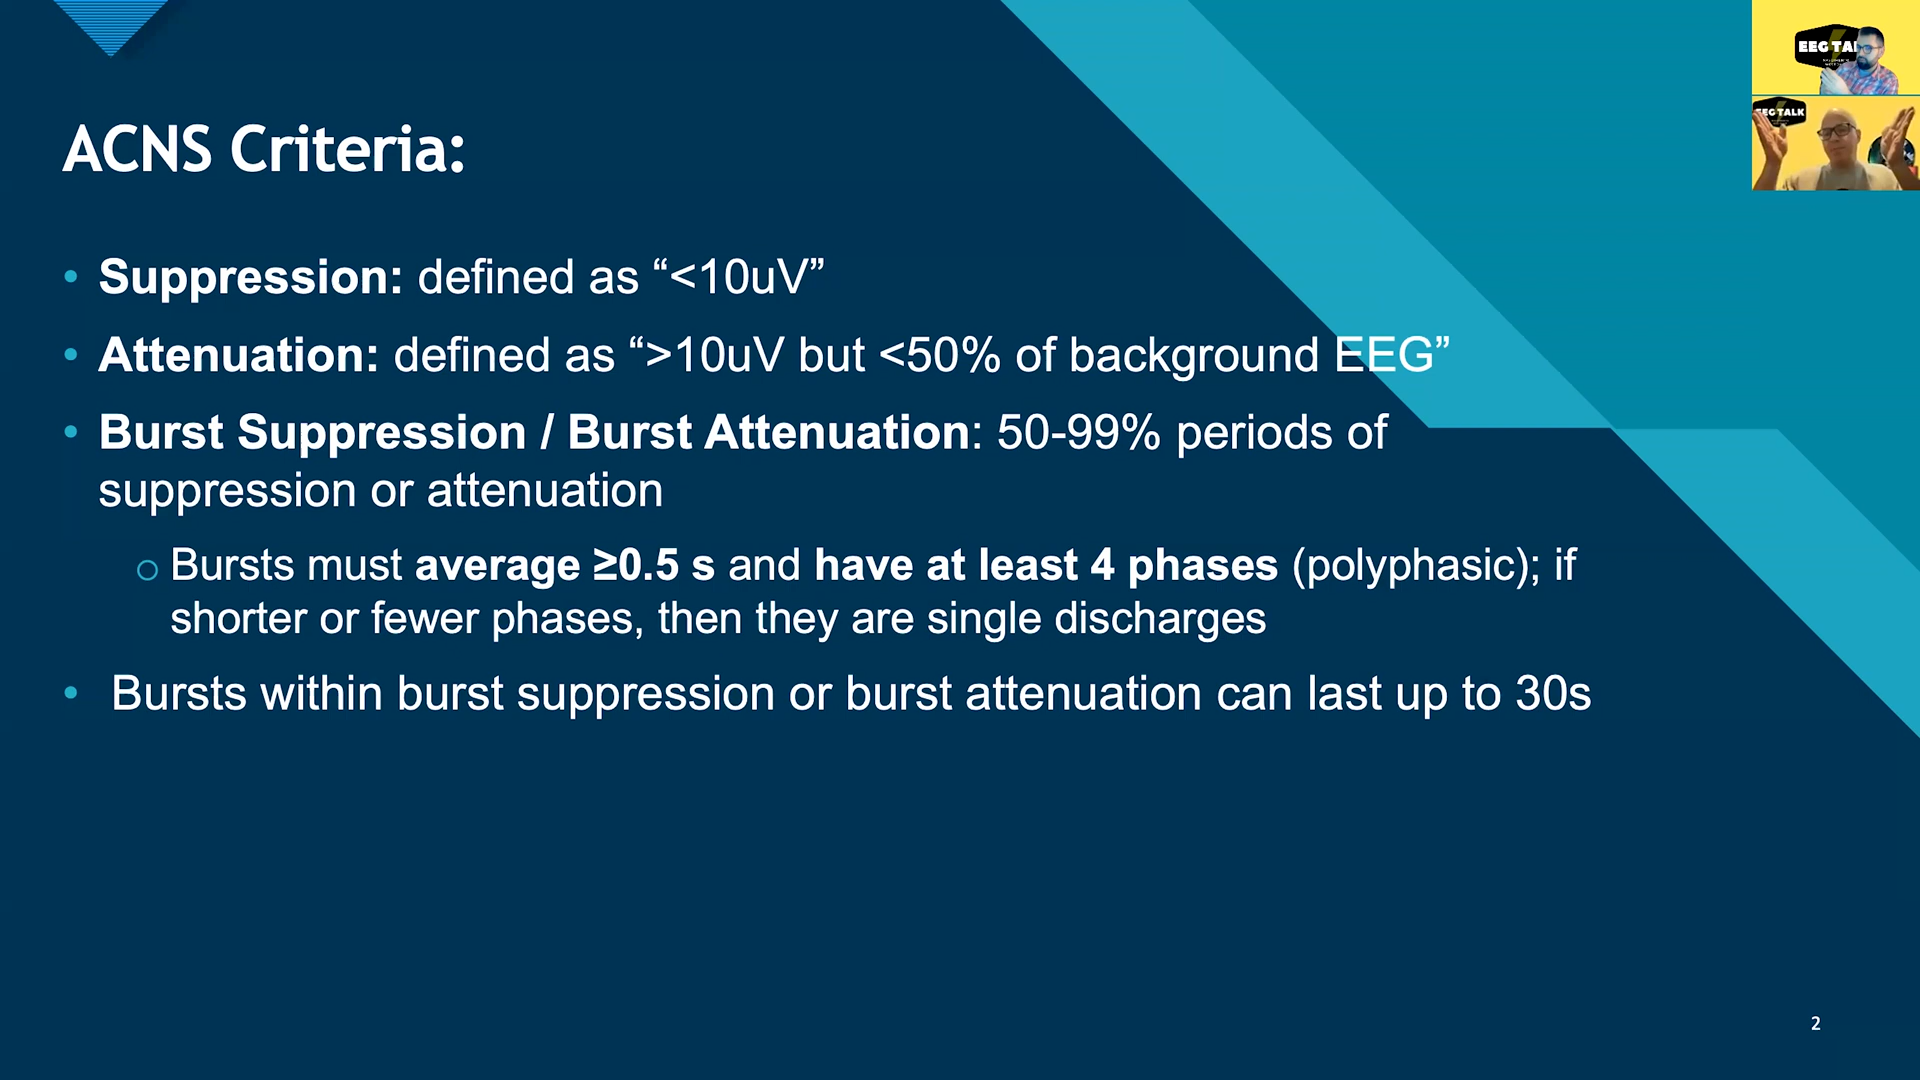 ACNS Criteria:
• Suppression: defined as “<10uV”
• Attenuation: defined as “>10uV but <50% of background EEG”
• Burst Suppression / Burst Attenuation: 50-99% periods of
suppression or attenuation
o Bursts must average ≥0.5 s and have at least 4 phases (polyphasic); if
shorter or fewer phases, then they are single discharges
• Bursts within burst suppression or burst attenuation can last up to 30s
2
EEG TAL
EEG TALK